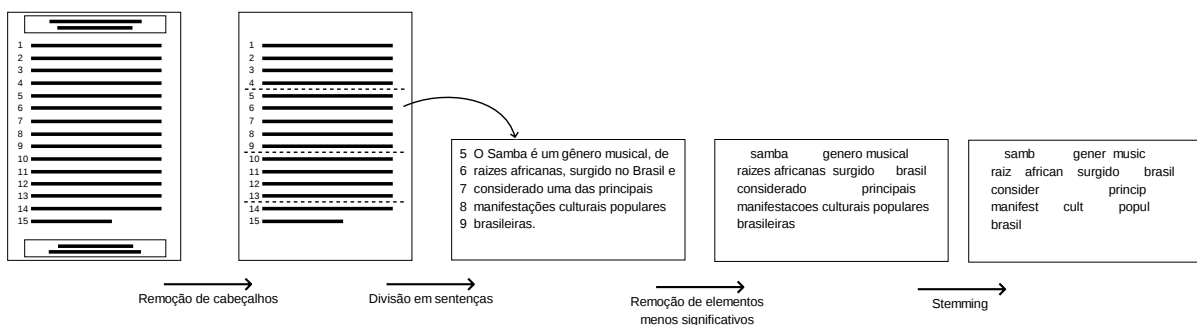 1
2
3
4
5
6
7
8
9
10
11
12
13
14
15
1
2
3
4
5
6
7
8
9
10
11
12
13
14
15
5 O Samba é um gênero musical, de
6 raizes africanas, surgido no Brasil e
7 considerado uma das principais
8 manifestações culturais populares
9 brasileiras.
samba genero musical
raizes africanas surgido brasil
considerado principais
manifestacoes culturais populares
brasileiras
samb gener music
raiz african surgido brasil
consider princip
manifest cult popul
brasil
Remoção de cabeçalhos
Divisão em sentenças
Remoção de elementos
menos significativos
Stemming